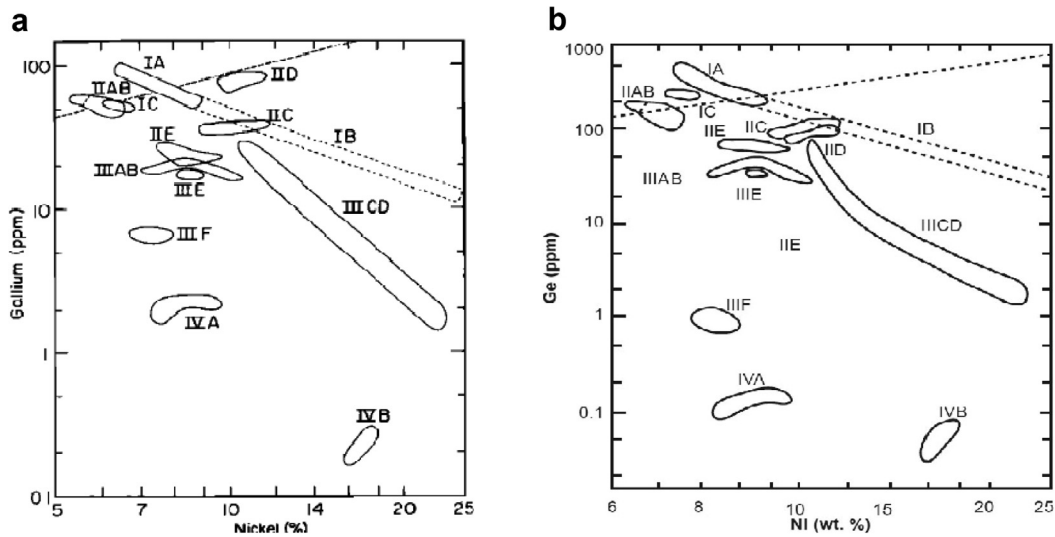 a
100
10
1
0.1
Gallium (ppm)
IA
IID
IIAB
IC
IIC
IIE
IB
IIIAB
IIIE
IIICD
IIIF
IVA
IVB
5
7
10
15
20
25
Nickel (%)
b
1000
100
10
1
0.1
Ge (ppm)
IA
IIAB
IC
IIC
IB
IIE
IID
IIIAB
IIIE
IIICD
IIE
IIIF
IVA
IVB
6
8
10
15
20
25
NI (wt. %)